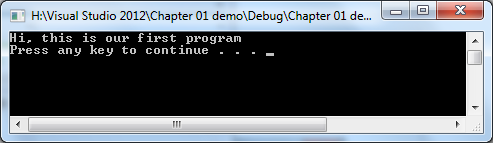 H:\Visual Studio 2012\Chapter 01 demo\Debug\Chapter 01 de...
Hi, this is our first program
Press any key to continue . . . _